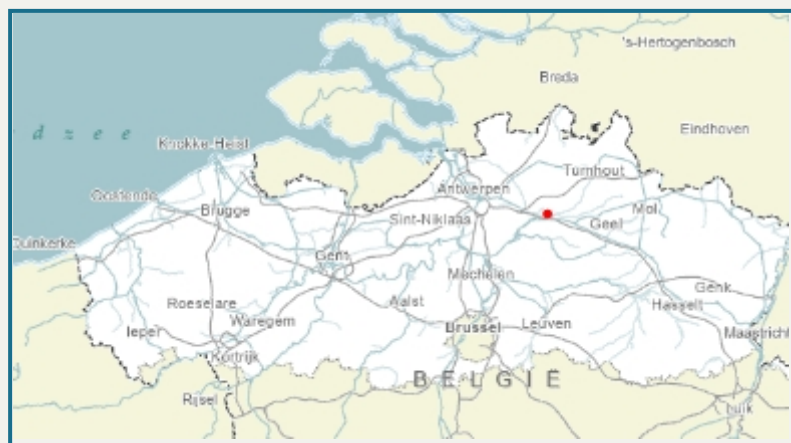 's-Hertogenbosch
Breda
d z e e
Eindhoven
Knokke-Heist
Turnhout
Antwerpen
Oostende
Mol
Brugge
Sint-Niklaas
Geel
Duinkerke
Gent
Mechelen
Genk
Roeselare
Aalst
Hasselt
Waregem
Brussel
Leuven
Ieper
Maastricht
Kortrijk
BELGIË
Rijsel
Luik